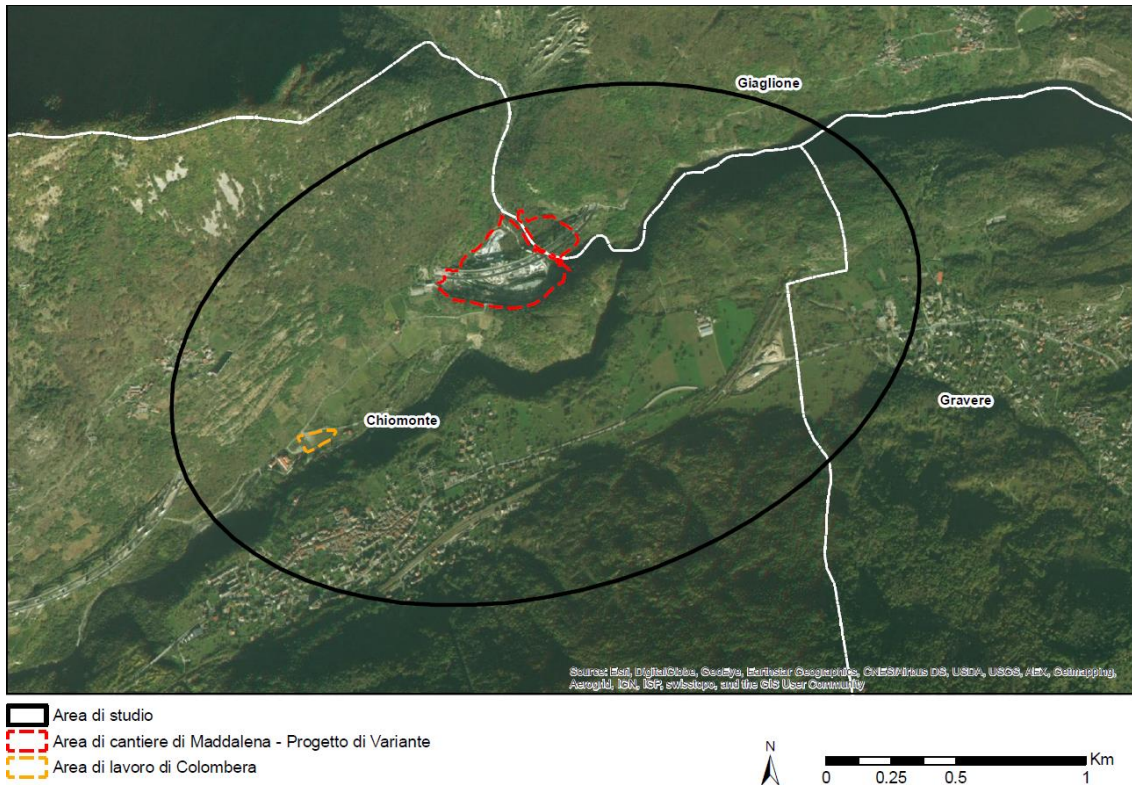 Giaglione
Chiomonte
Gravere
Source: Esri, DigitalGlobe, GeoEye, Earthstar Geographics, CNES/Airbus DS, USDA, USGS, AEX, Getmapping,
Aerogrid, IGN, IGP, swisstopo, and the GIS User Community
Area di studio
Area di cantiere di Maddalena - Progetto di Variante
Area di lavoro di Colombera
N
Km
0 0.25 0.5 1